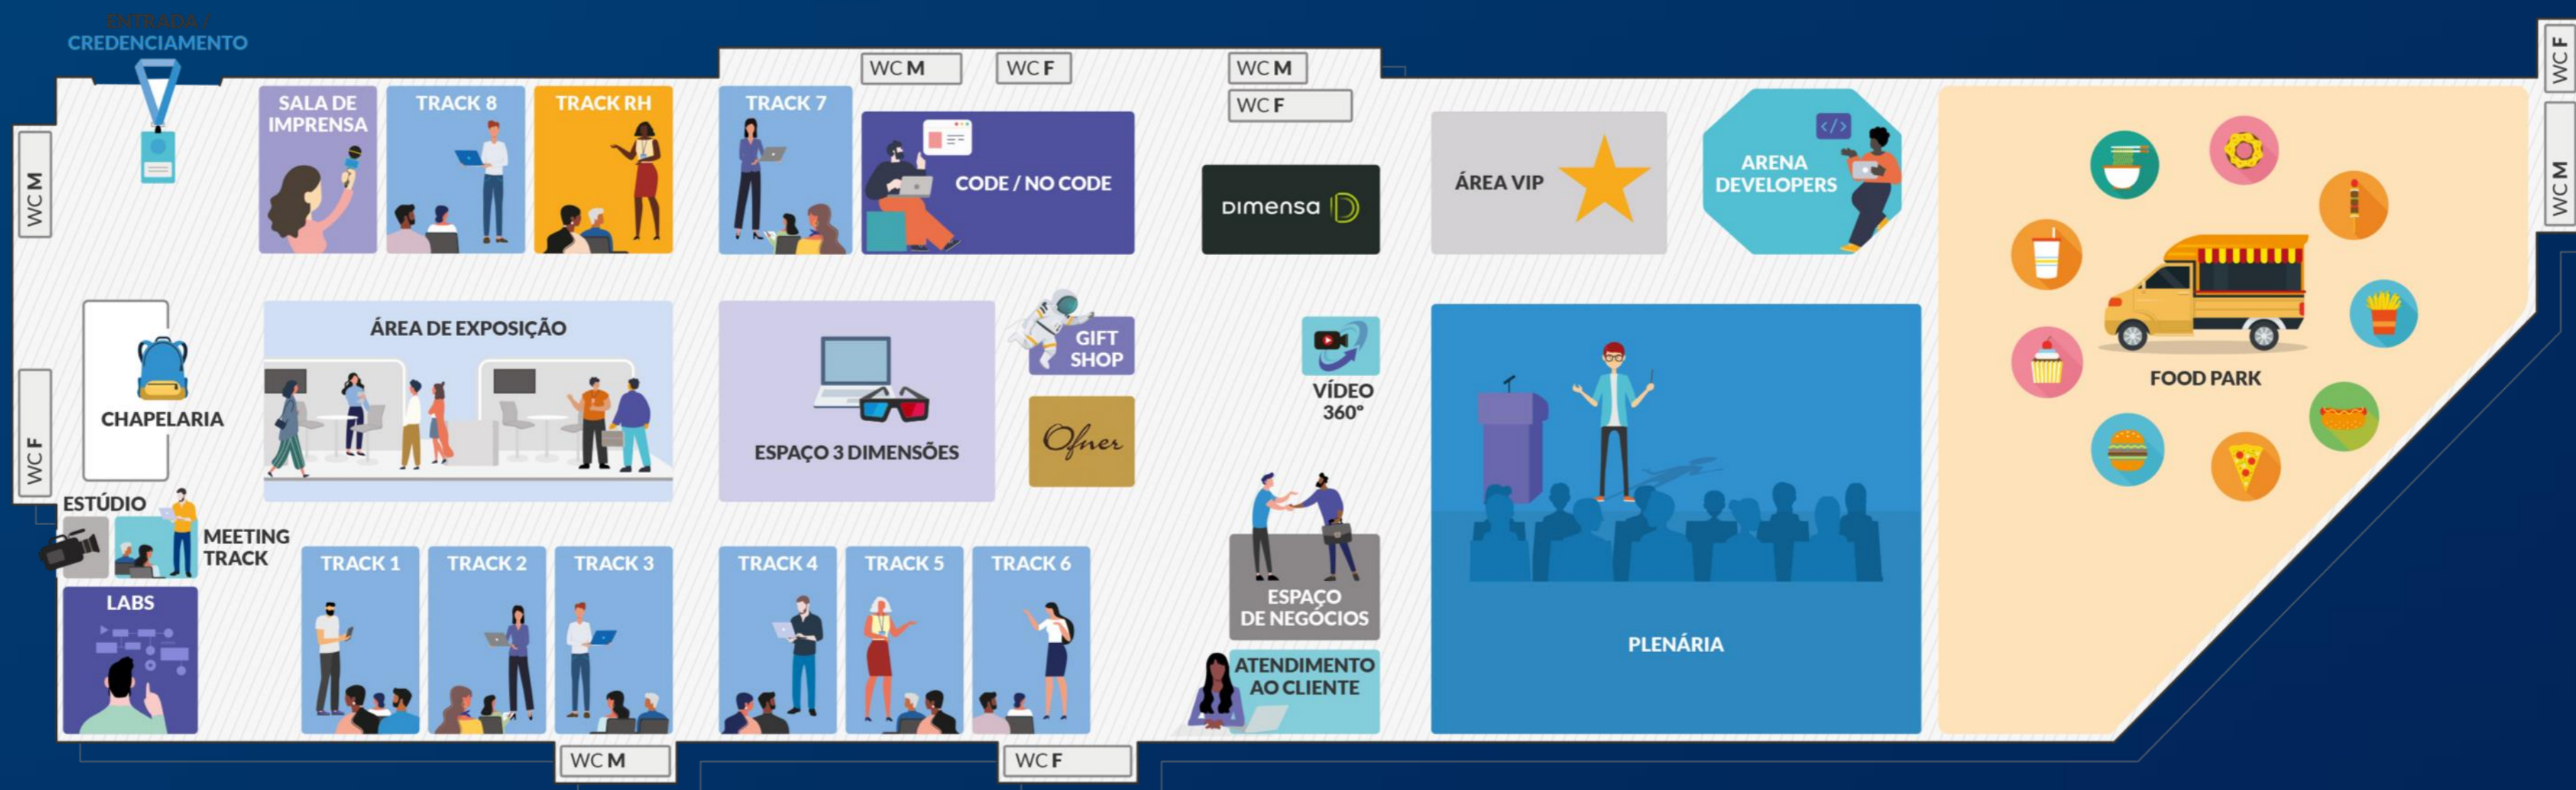 ENTRADA /
CREDENCIAMENTO
WC M
WC F
WC M
WC F
WC F
WC M
WC M
WC F
SALA DE
IMPRENSA
TRACK 8
TRACK RH
TRACK 7
CODE / NO CODE
DIMENSA
ÁREA VIP
ARENA
DEVELOPERS
</>
CHAPELARIA
ÁREA DE EXPOSIÇÃO
ESPAÇO 3 DIMENSÕES
GIFT
SHOP
Ofner
VÍDEO
360º
FOOD PARK
ESTÚDIO
MEETING
TRACK
LABS
TRACK 1
TRACK 2
TRACK 3
TRACK 4
TRACK 5
TRACK 6
ESPAÇO
DE NEGÓCIOS
ATENDIMENTO
AO CLIENTE
PLENÁRIA
WC M
WC F